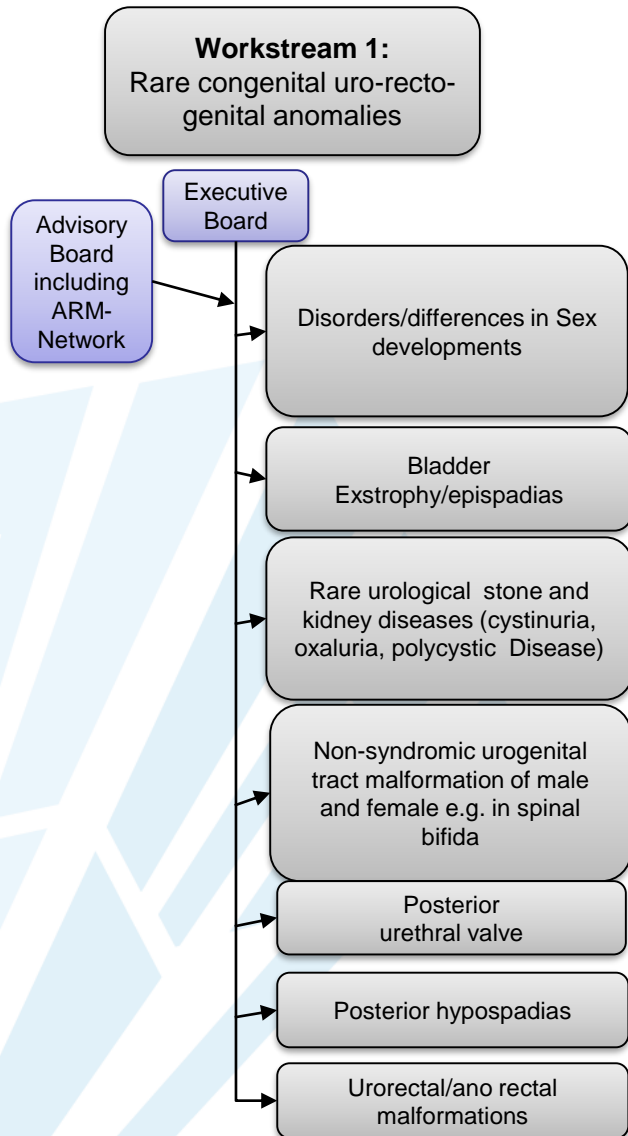 Workstream 1:
Rare congenital uro-recto-
genital anomalies
Executive
Board
Advisory
Board
including
ARM-
Network
Disorders/differences in Sex
developments
Bladder
Exstrophy/epispadias
Rare urological stone and
kidney diseases (cystinuria,
oxaluria, polycystic Disease)
Non-syndromic urogenital
tract malformation of male
and female e.g. in spinal
bifida
Posterior
urethral valve
Posterior hypospadias
Urorectal/ano rectal
malformations